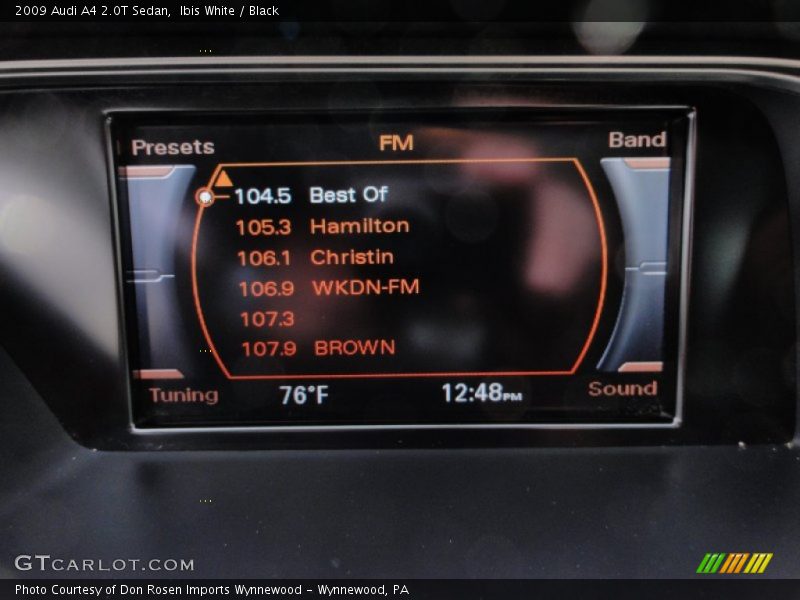 2009 Audi A4 2.0T Sedan,  Ibis White / Black
Presets FM Band
104.5 Best Of
105.3 Hamilton
106.1 Christin
106.9 WKDN-FM
107.3
107.9 BROWN
Tuning 76°F 12:48PM Sound
GTCARLOT.COM
Photo Courtesy of Don Rosen Imports Wynnewood - Wynnewood, PA